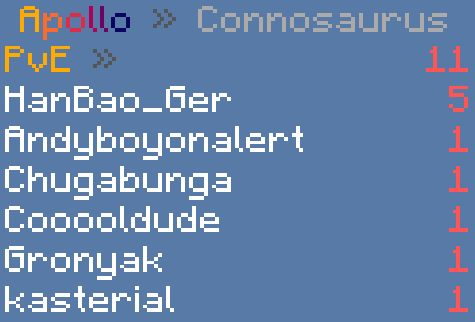 Apollo » Connosaurus
PvE » 11
HanBao_Ger 5
Andyboyonalert 1
Chugabunga 1
Cooooldude 1
Gronyak 1
kasterial 1